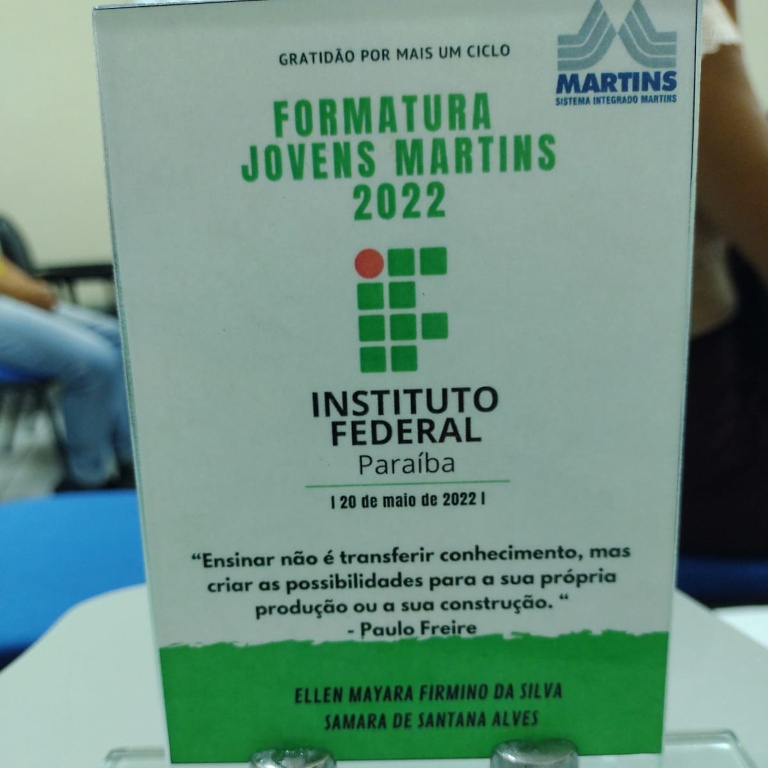 GRATIDÃO POR MAIS UM CICLO
MARTINS
SISTEMA INTEGRADO MARTINS
FORMATURA
JOVENS MARTINS
2022
INSTITUTO
FEDERAL
Paraíba
| 20 de maio de 2022 |
“Ensinar não é transferir conhecimento, mas
criar as possibilidades para a sua própria
produção ou a sua construção. “
- Paulo Freire
ELLEN MAYARA FIRMINO DA SILVA
SAMARA DE SANTANA ALVES